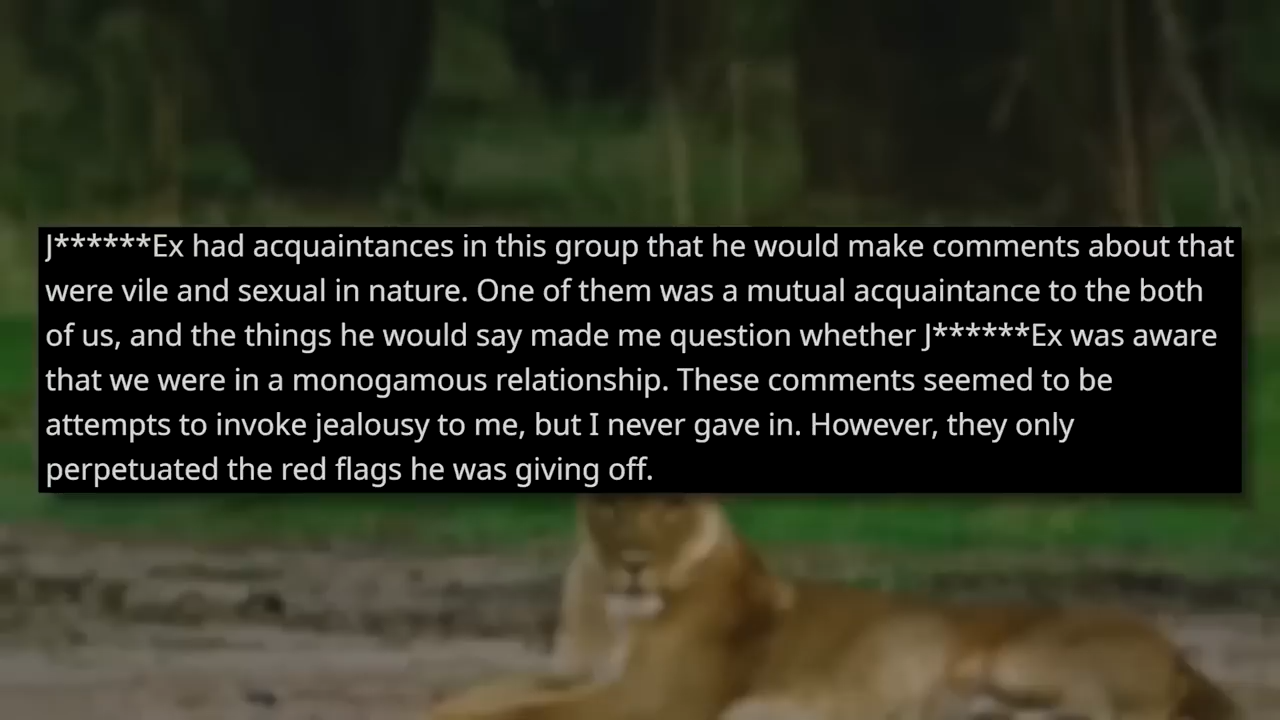 J******Ex had acquaintances in this group that he would make comments about that
were vile and sexual in nature. One of them was a mutual acquaintance to the both
of us, and the things he would say made me question whether J******Ex was aware
that we were in a monogamous relationship. These comments seemed to be
attempts to invoke jealousy to me, but I never gave in. However, they only
perpetuated the red flags he was giving off.